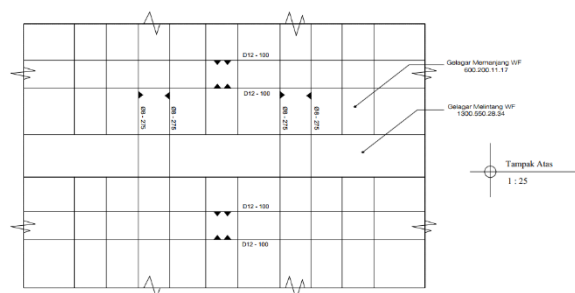 D12 - 100
Gelagar Memanjang WF
600.200.11.17
D12 - 100
Ø8 - 275
Ø8 - 275
Ø8 - 275
Ø8 - 275
Gelagar Melintang WF
1300.550.28.34
Tampak Atas
1 : 25
D12 - 100
D12 - 100